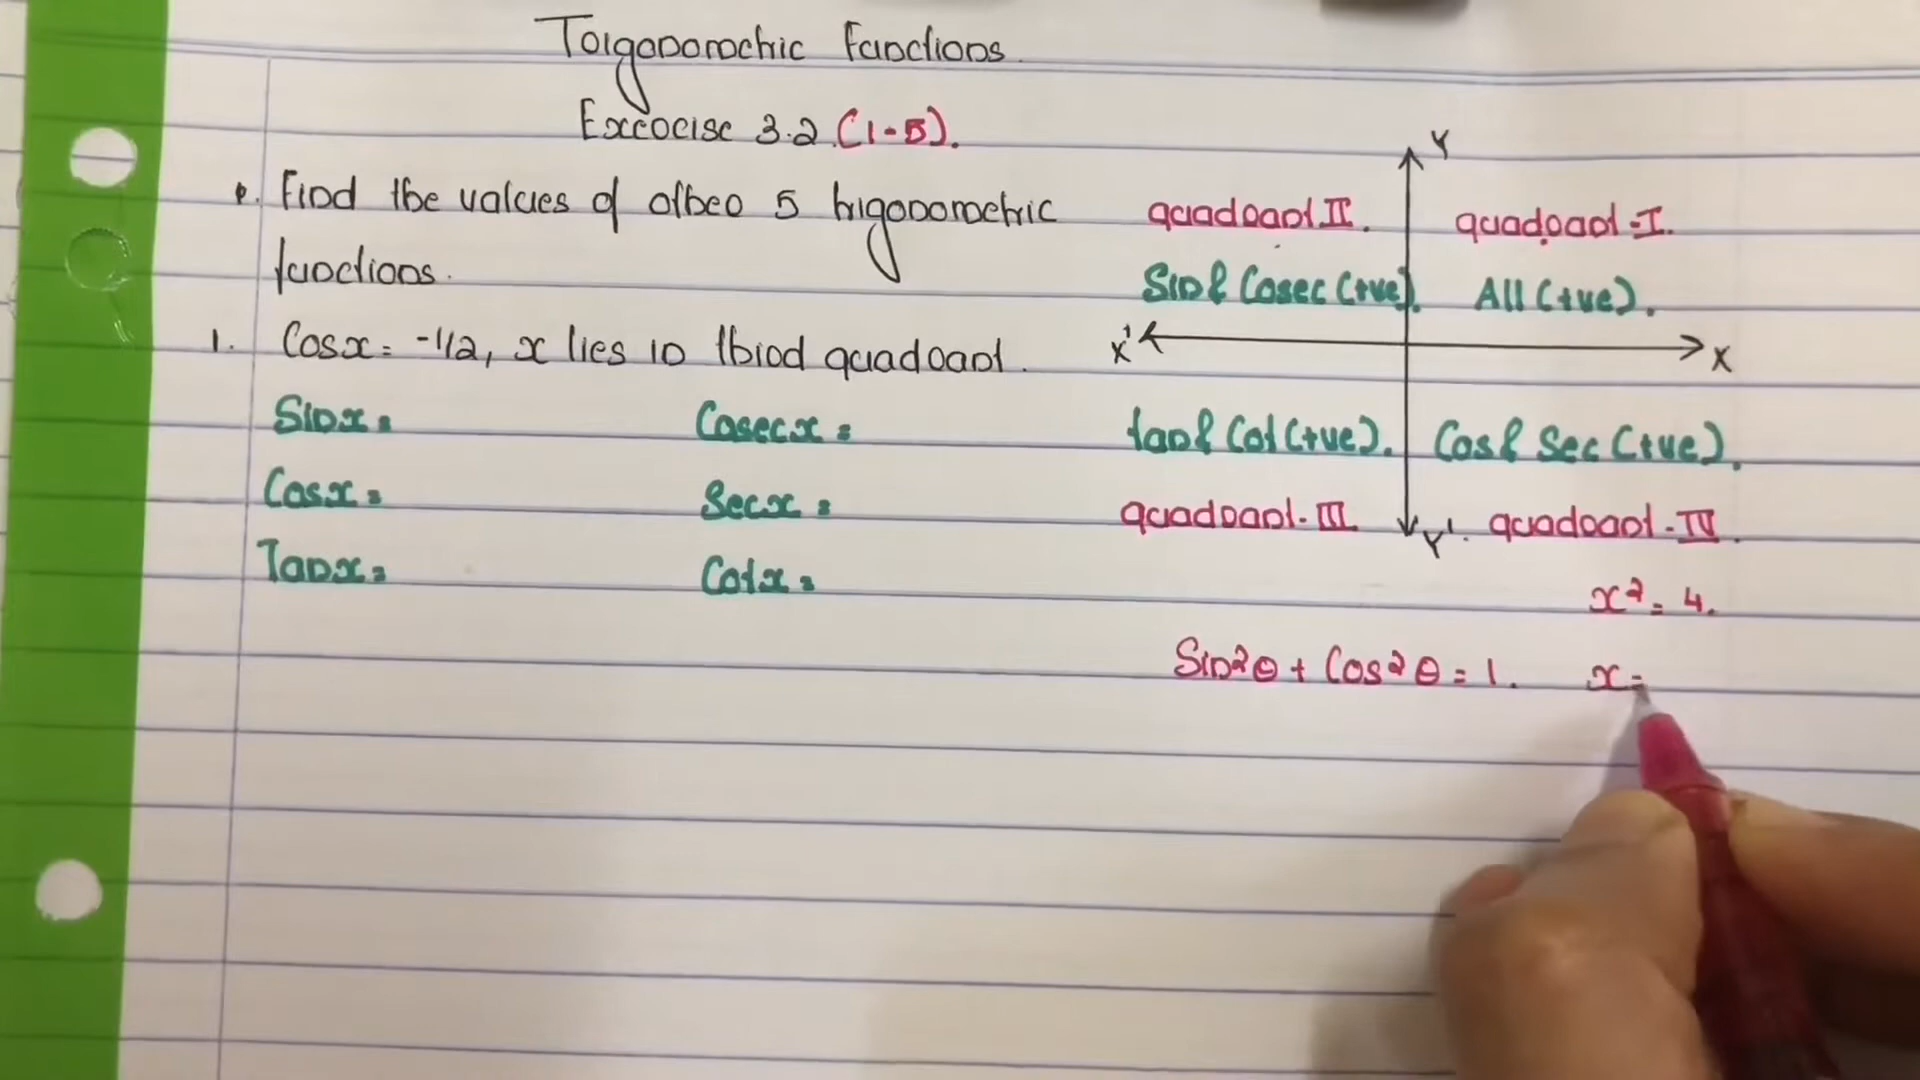 Trigonometric Functions.
Exercise 3.2 (1-5).
Find the values of other 5 trigonometric
functions.
1. Cosx = -1/2, x lies in third quadrant.
Sinx =
Cosecx =
Cosx =
Secx =
Tanx =
Cotx =
Y
quadrant II.
quadrant-I.
Sin & Cosec (+ve).
All (+ve).
X'
X
tan & Cot (+ve).
Cos & Sec (+ve).
quadrant-III
Y'.
quadrant-IV.
x² = 4.
Sin²θ + Cos²θ = 1.
x =